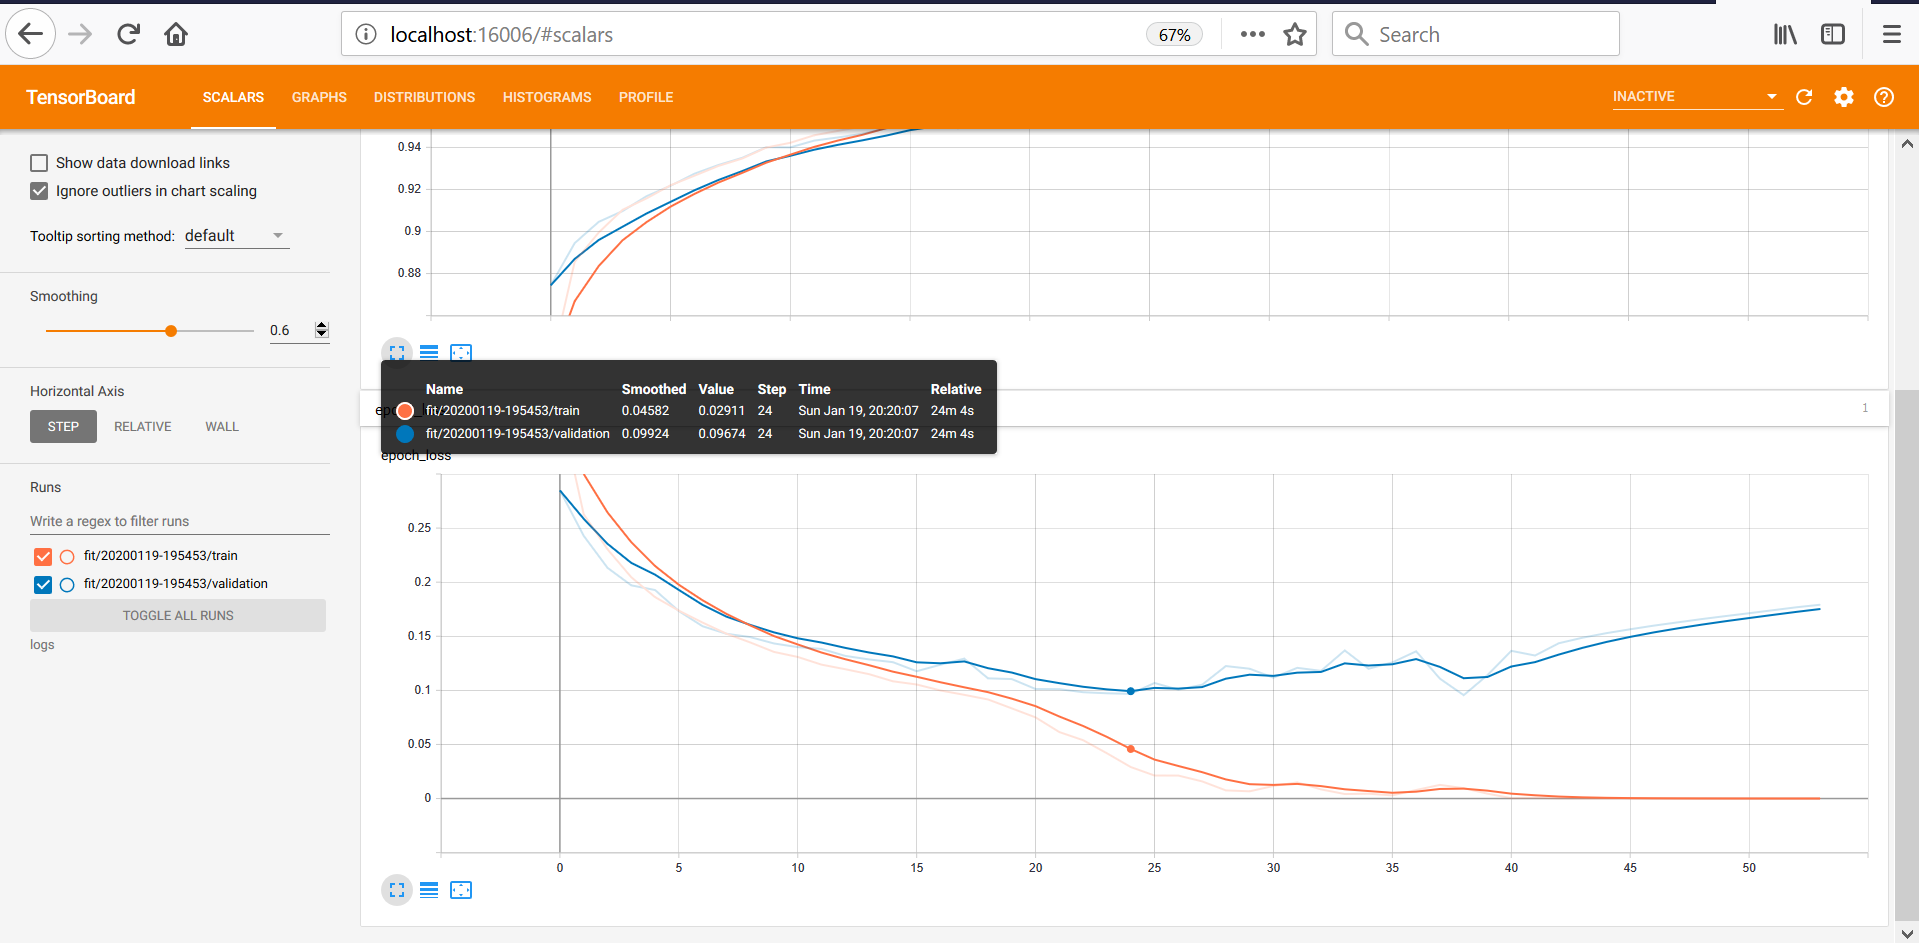 localhost:16006/#scalars 67% Search
TensorBoard SCALARS GRAPHS DISTRIBUTIONS HISTOGRAMS PROFILE INACTIVE
Show data download links
Ignore outliers in chart scaling
Tooltip sorting method: default
Smoothing
0.6
Horizontal Axis
STEP RELATIVE WALL
Runs
Write a regex to filter runs
fit/20200119-195453/train
fit/20200119-195453/validation
TOGGLE ALL RUNS
logs
0.94
0.92
0.9
0.88
Name Smoothed Value Step Time Relative
fit/20200119-195453/train 0.04582 0.02911 24 Sun Jan 19, 20:20:07 24m 4s
fit/20200119-195453/validation 0.09924 0.09674 24 Sun Jan 19, 20:20:07 24m 4s
1
epoch_loss
0.25
0.2
0.15
0.1
0.05
0
0 5 10 15 20 25 30 35 40 45 50